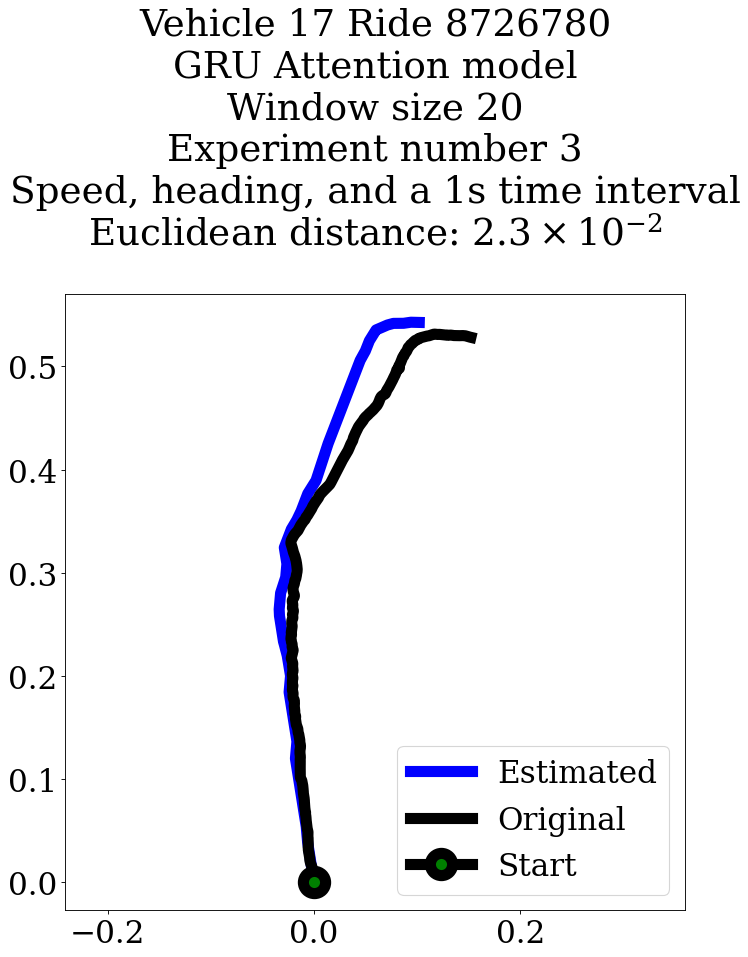 Vehicle 17 Ride 8726780
GRU Attention model
Window size 20
Experiment number 3
Speed, heading, and a 1s time interval
Euclidean distance: 2.3 × 10⁻²
0.5
0.4
0.3
0.2
0.1
0.0
Estimated
Original
Start
−0.2
0.0
0.2